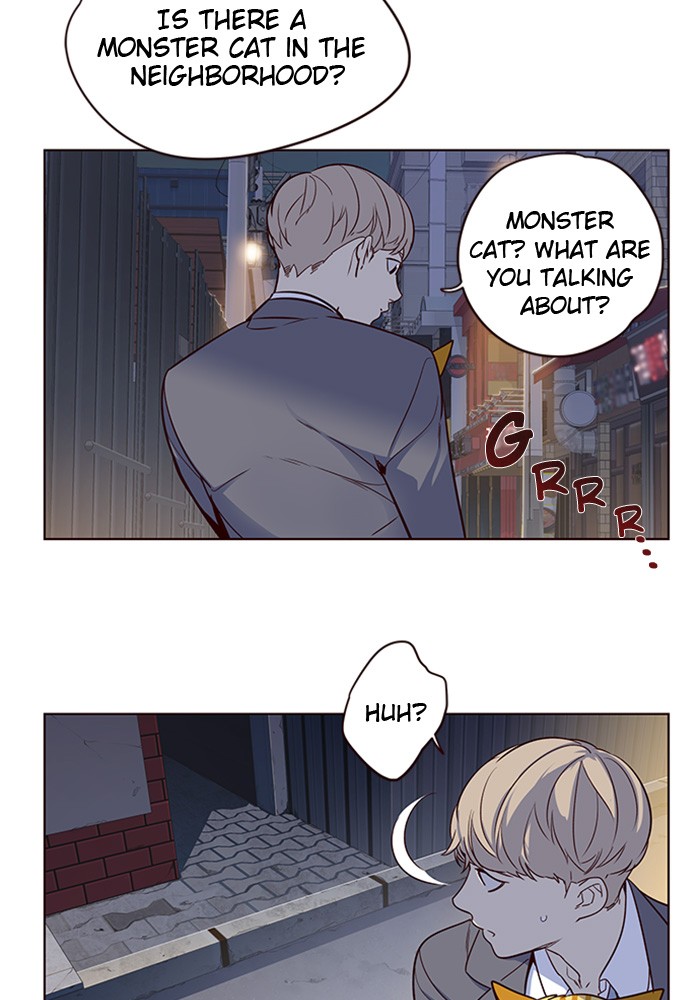 IS THERE A
MONSTER CAT IN THE
NEIGHBORHOOD?
MONSTER
CAT? WHAT ARE
YOU TALKING
ABOUT?
GRRR...
HUH?